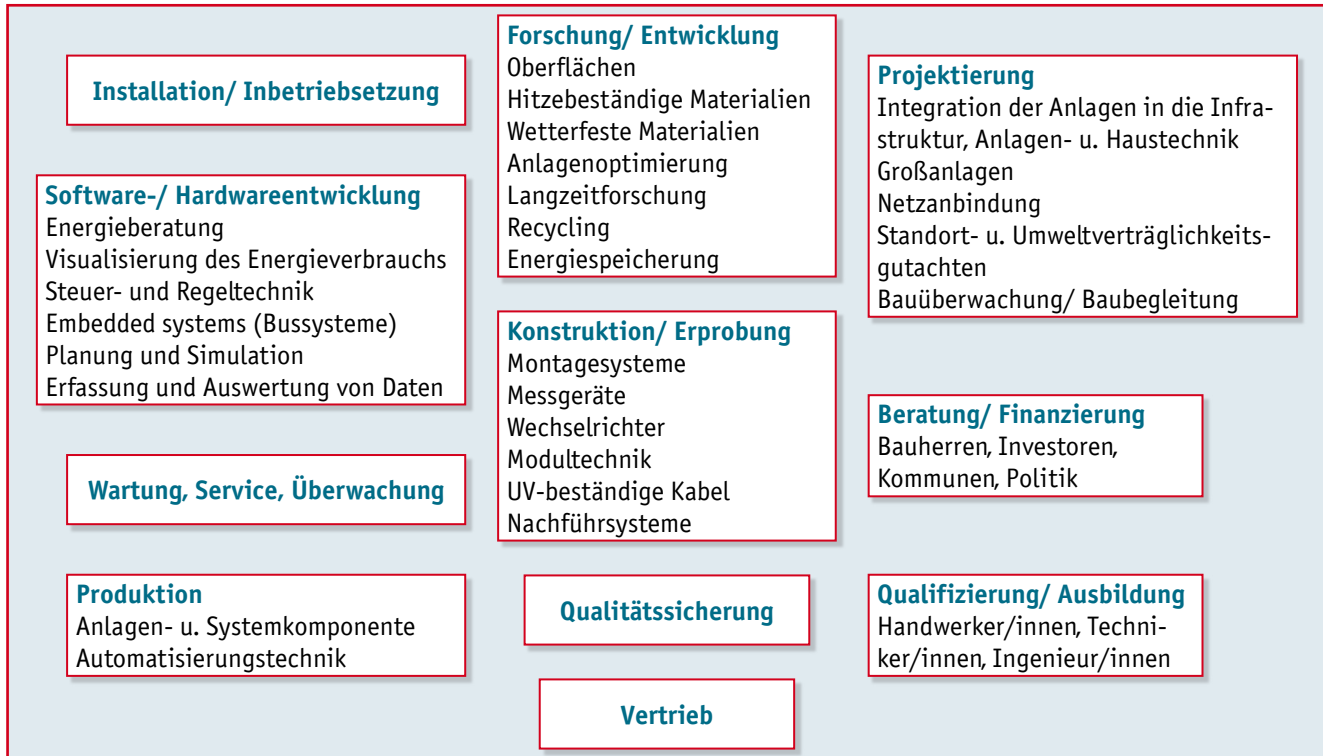 Installation/ Inbetriebsetzung
Software-/ Hardwareentwicklung
Energieberatung
Visualisierung des Energieverbrauchs
Steuer- und Regeltechnik
Embedded systems (Bussysteme)
Planung und Simulation
Erfassung und Auswertung von Daten
Wartung, Service, Überwachung
Produktion
Anlagen- u. Systemkomponente
Automatisierungstechnik
Forschung/ Entwicklung
Oberflächen
Hitzebeständige Materialien
Wetterfeste Materialien
Anlagenoptimierung
Langzeitforschung
Recycling
Energiespeicherung
Konstruktion/ Erprobung
Montagesysteme
Messgeräte
Wechselrichter
Modultechnik
UV-beständige Kabel
Nachführsysteme
Qualitätssicherung
Vertrieb
Projektierung
Integration der Anlagen in die Infra-
struktur, Anlagen- u. Haustechnik
Großanlagen
Netzanbindung
Standort- u. Umweltverträglichkeits-
gutachten
Bauüberwachung/ Baubegleitung
Beratung/ Finanzierung
Bauherren, Investoren,
Kommunen, Politik
Qualifizierung/ Ausbildung
Handwerker/innen, Techni-
ker/innen, Ingenieur/innen